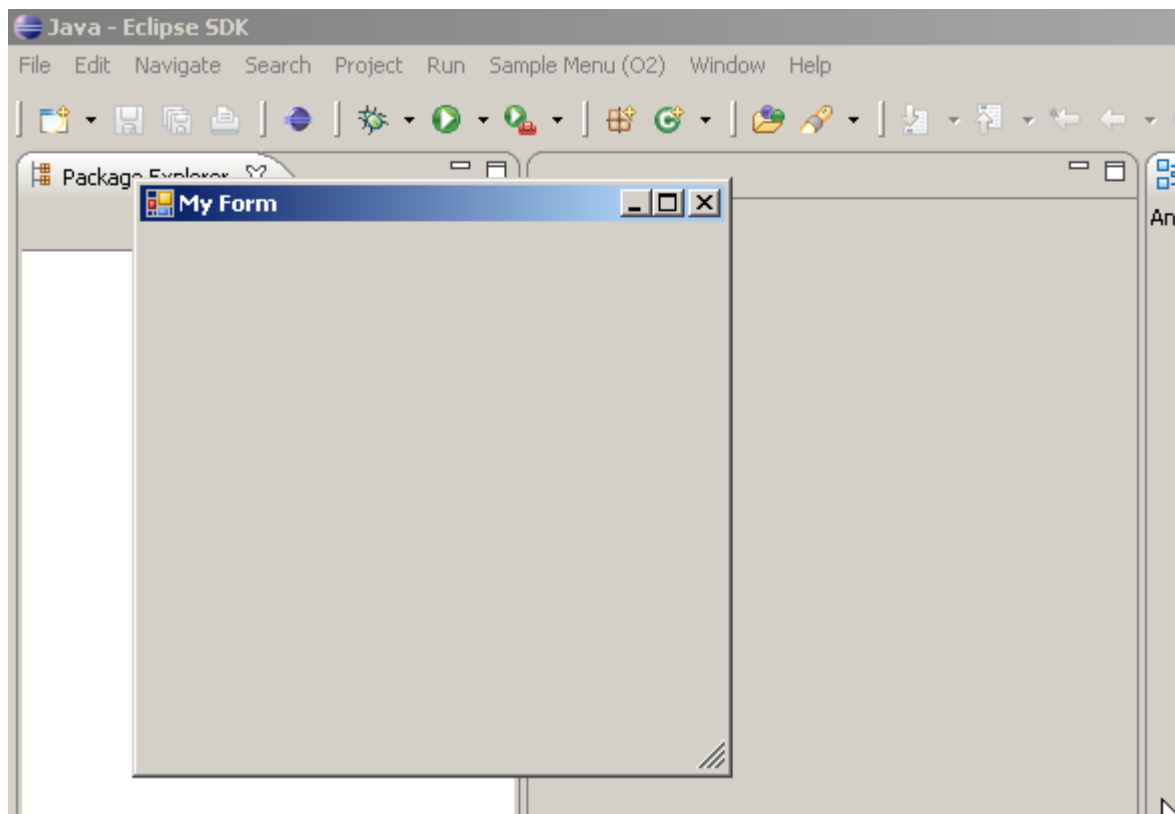 Java - Eclipse SDK
File Edit Navigate Search Project Run Sample Menu (O2) Window Help
Package Explorer
My Form
An